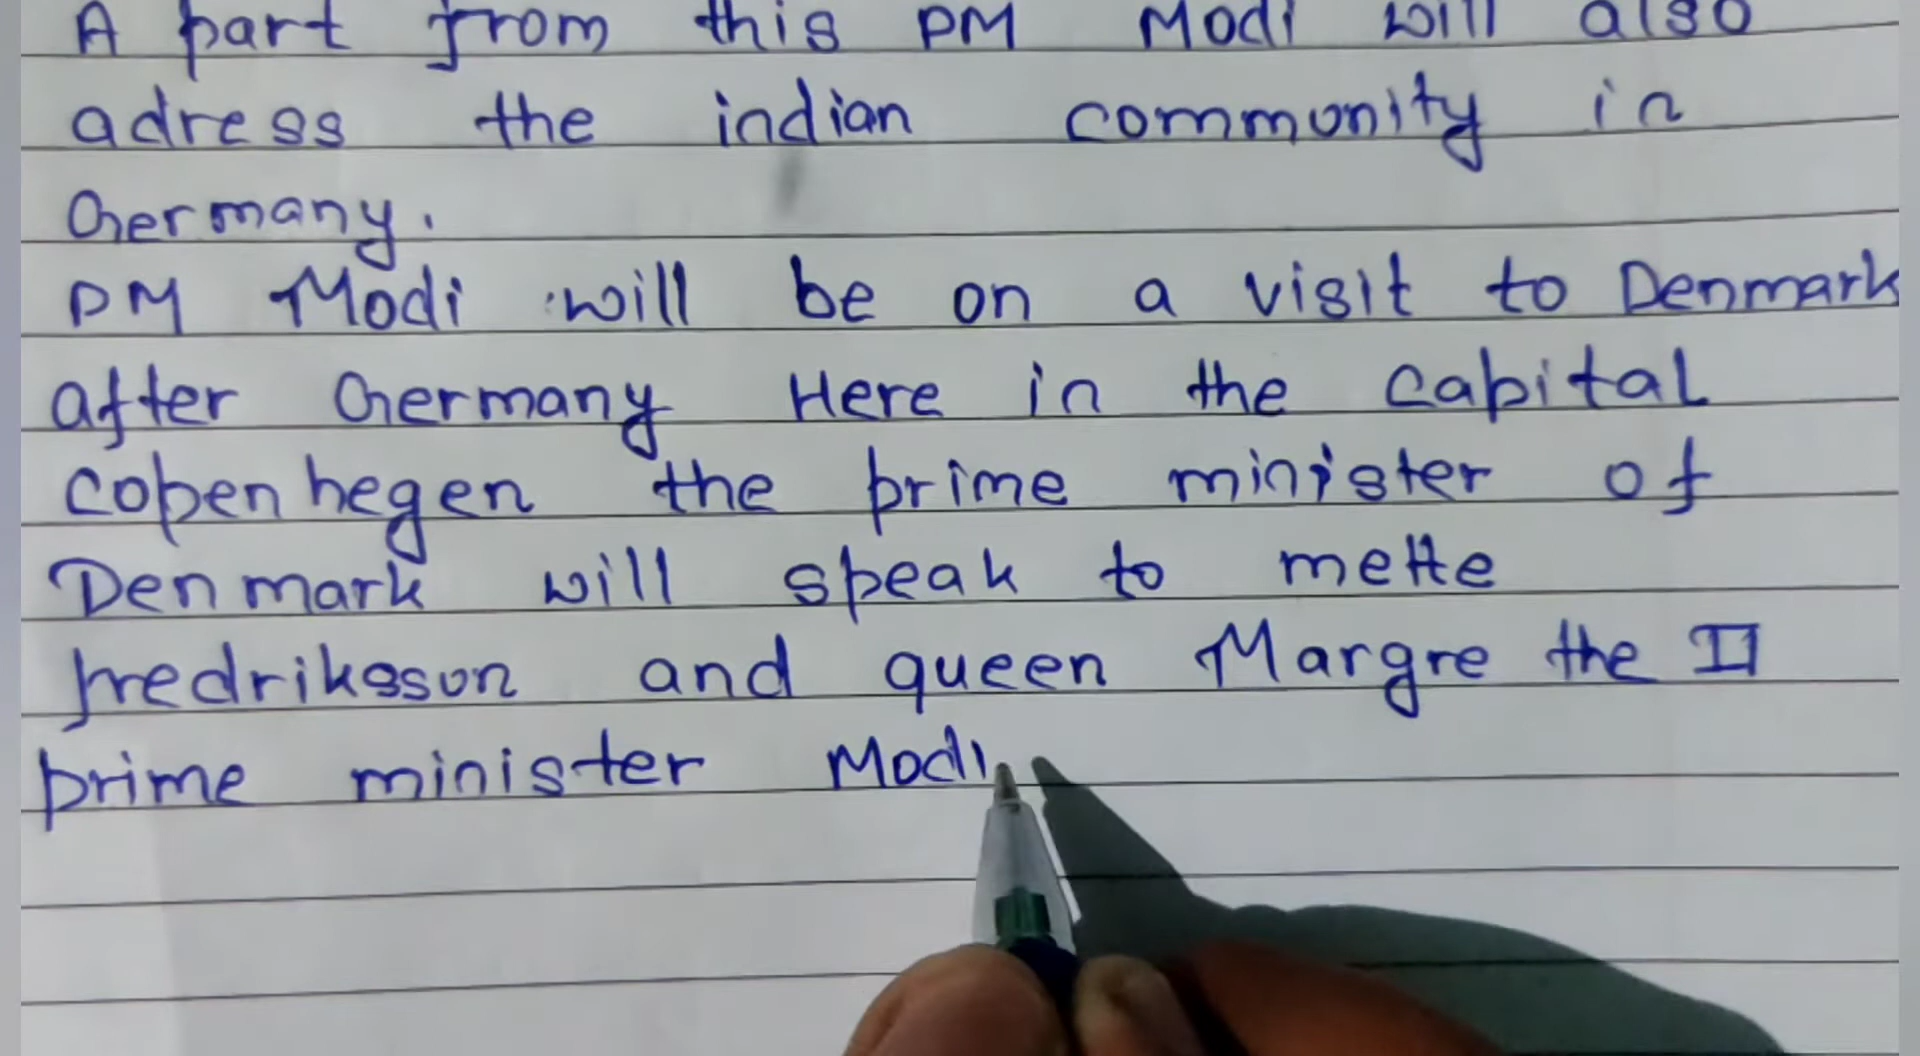 A part from this PM Modi will also
adress the indian community in
Germany.
PM Modi will be on a visit to Denmark
after Germany Here in the capital
copenhegen the prime minister of
Denmark will speak to mette
fredriksson and queen Margre the II
prime minister Modi